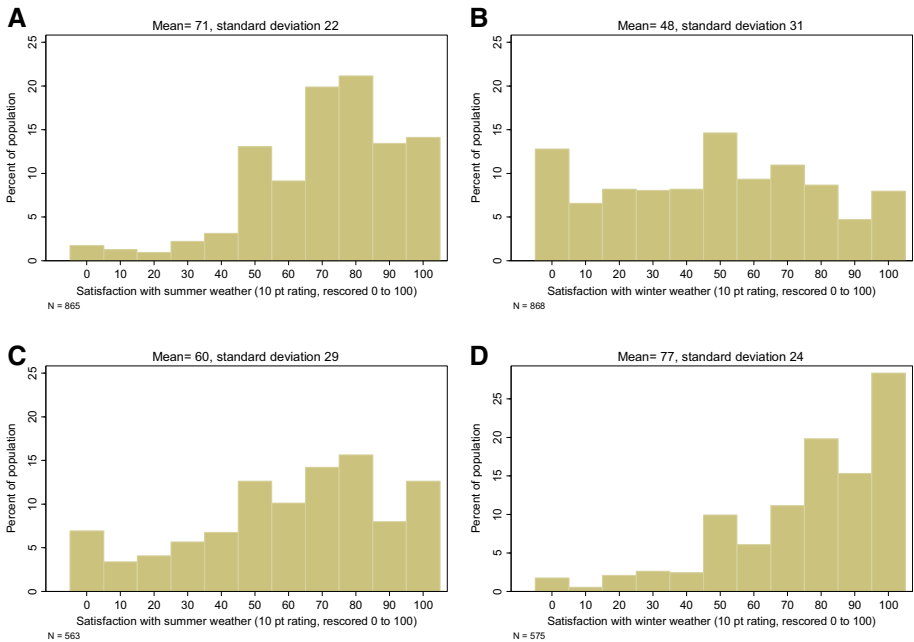 A
Mean= 71, standard deviation 22
Percent of population
25
20
15
10
5
0
0 10 20 30 40 50 60 70 80 90 100
Satisfaction with summer weather (10 pt rating, rescored 0 to 100)
N = 865
B
Mean= 48, standard deviation 31
Percent of population
25
20
15
10
5
0
0 10 20 30 40 50 60 70 80 90 100
Satisfaction with winter weather (10 pt rating, rescored 0 to 100)
N = 868
C
Mean= 60, standard deviation 29
Percent of population
25
20
15
10
5
0
0 10 20 30 40 50 60 70 80 90 100
Satisfaction with summer weather (10 pt rating, rescored 0 to 100)
N = 563
D
Mean= 77, standard deviation 24
Percent of population
25
20
15
10
5
0
0 10 20 30 40 50 60 70 80 90 100
Satisfaction with winter weather (10 pt rating, rescored 0 to 100)
N = 575